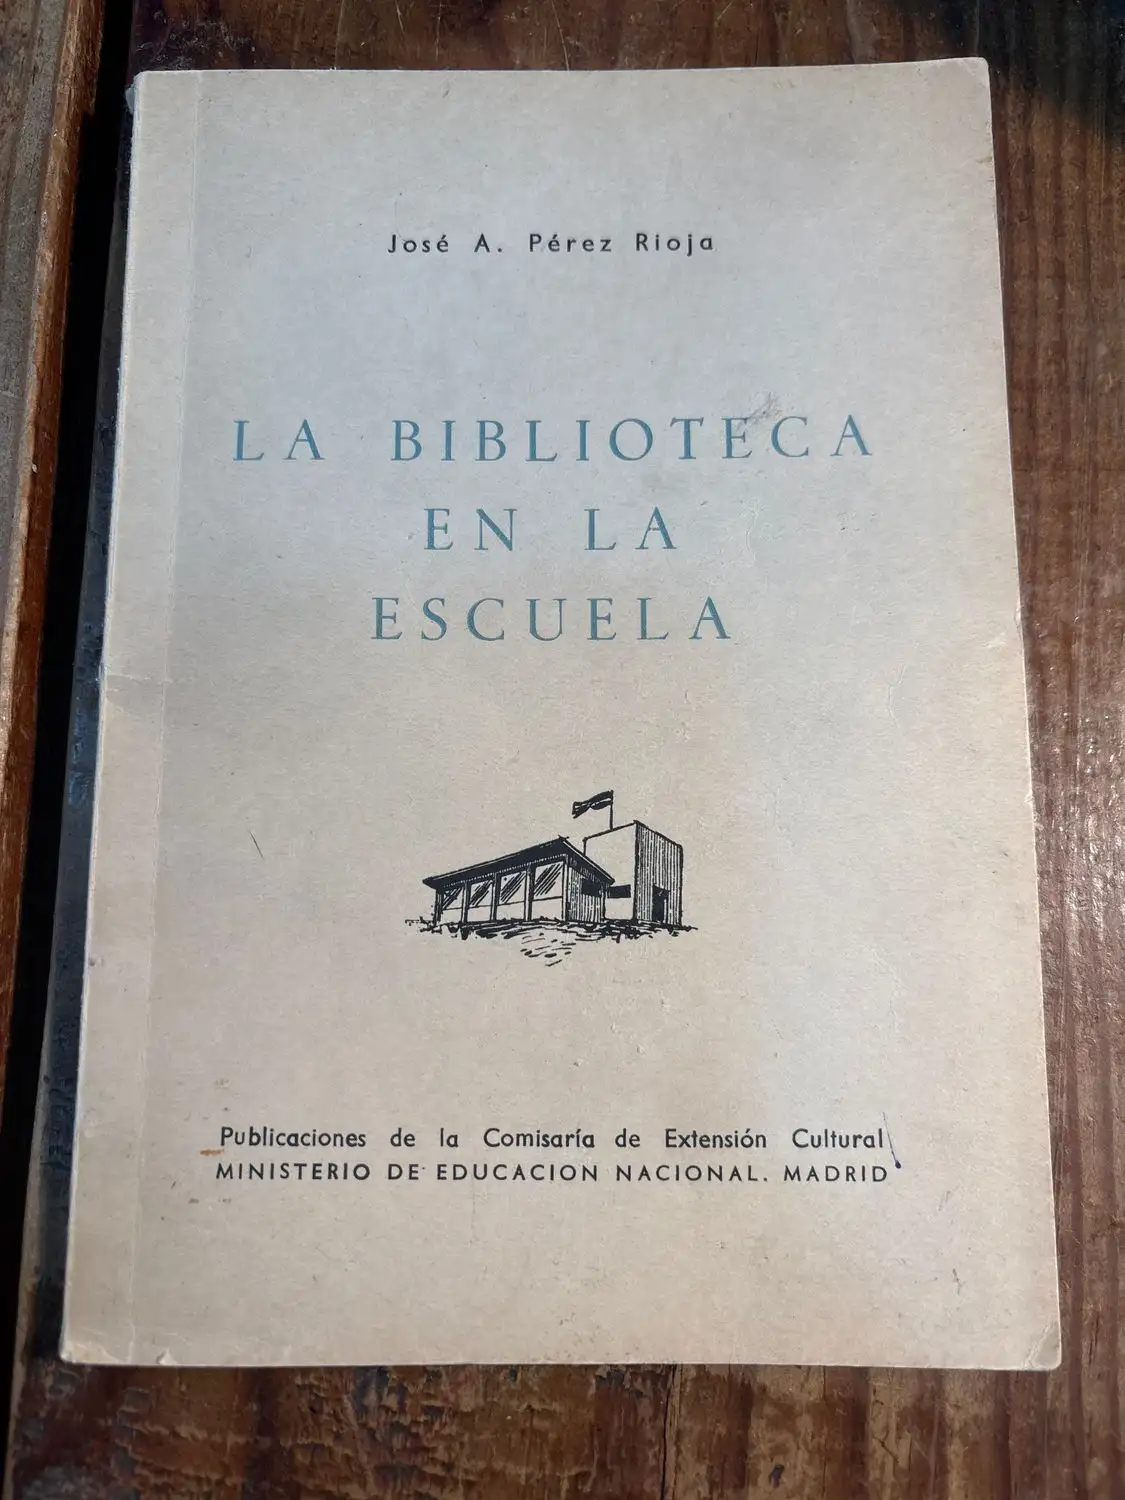 José A. Pérez Rioja
LA BIBLIOTECA
EN LA
ESCUELA
Publicaciones de la Comisaría de Extensión Cultural
MINISTERIO DE EDUCACION NACIONAL. MADRID